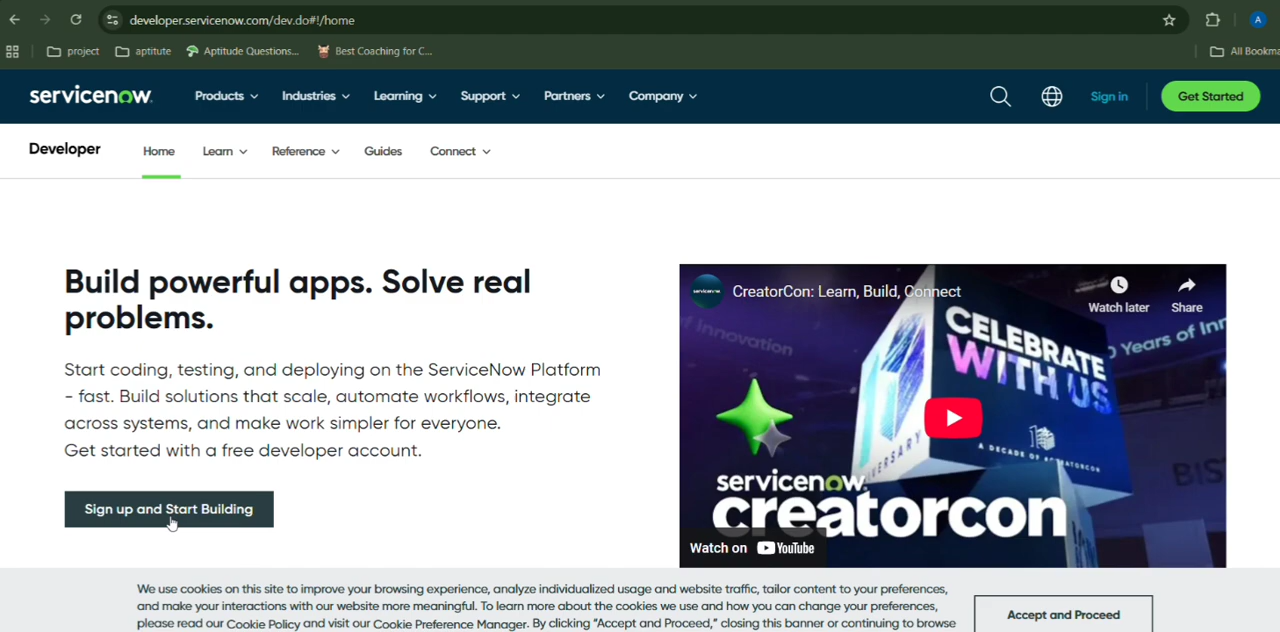 developer.servicenow.com/dev.do#!/home
A
project
aptitute
Aptitude Questions...
Best Coaching for C...
All Bookma
servicenow
Products
Industries
Learning
Support
Partners
Company
Sign in
Get Started
Developer
Home
Learn
Reference
Guides
Connect
Build powerful apps. Solve real
problems.
Start coding, testing, and deploying on the ServiceNow Platform
- fast. Build solutions that scale, automate workflows, integrate
across systems, and make work simpler for everyone.
Get started with a free developer account.
Sign up and Start Building
servicenow
CreatorCon: Learn, Build, Connect
Watch later
Share
of Innovation
CELEBRATE
WITH US
A DECADE OF CREATORCON
Years of Inn
servicenow
creatorcon
Watch on YouTube
We use cookies on this site to improve your browsing experience, analyze individualized usage and website traffic, tailor content to your preferences,
and make your interactions with our website more meaningful. To learn more about the cookies we use and how you can change your preferences,
please read our Cookie Policy and visit our Cookie Preference Manager. By clicking “Accept and Proceed,” closing this banner or continuing to browse
Accept and Proceed